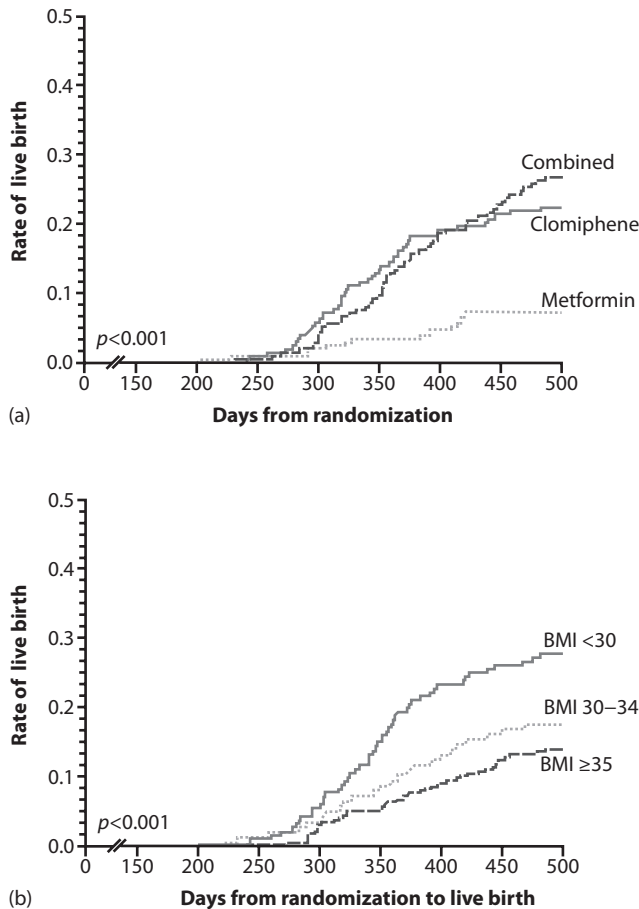 0.5
0.4
0.3
0.2
0.1
0.0
Rate of live birth
Combined
Clomiphene
Metformin
p<0.001
0 150 200 250 300 350 400 450 500
Days from randomization
(a)
0.5
0.4
0.3
0.2
0.1
0.0
Rate of live birth
BMI <30
BMI 30–34
BMI ≥35
p<0.001
0 150 200 250 300 350 400 450 500
Days from randomization to live birth
(b)